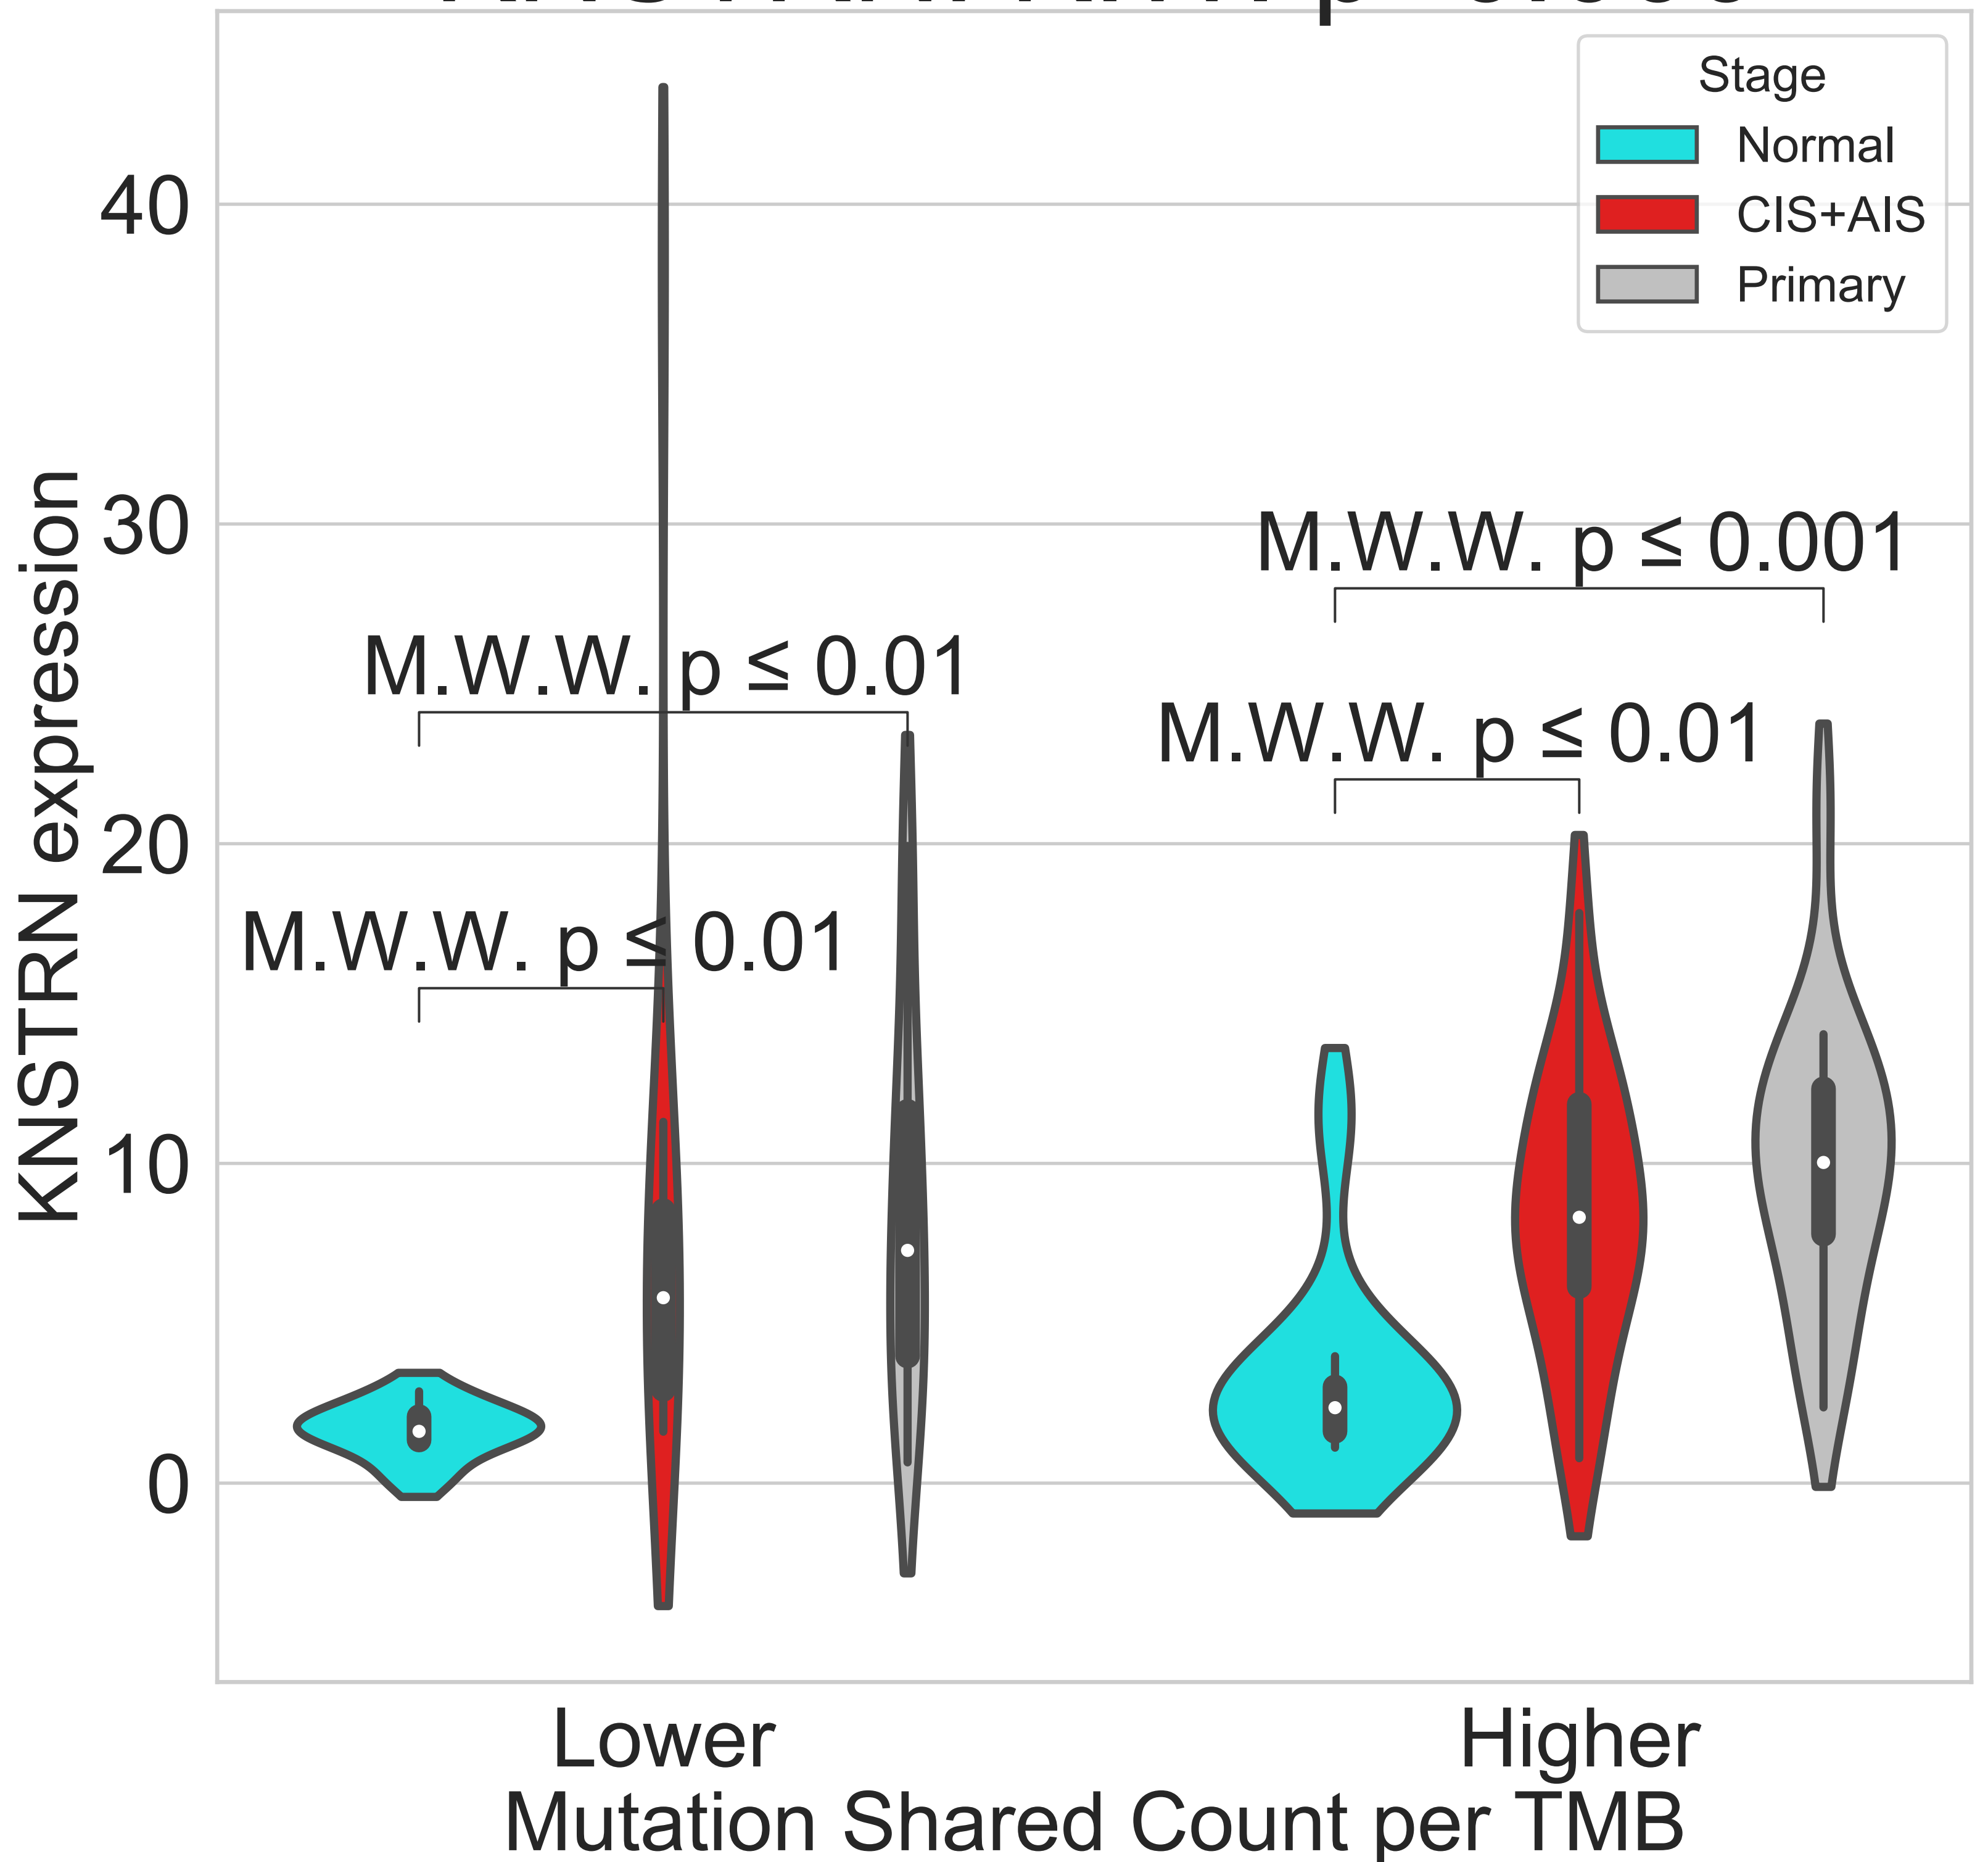 Stage
Normal
CIS+AIS
Primary
40
30
20
10
0
KNSTRN expression
M.W.W. p ≤ 0.001
M.W.W. p ≤ 0.01
M.W.W. p ≤ 0.01
M.W.W. p ≤ 0.01
Lower
Higher
Mutation Shared Count per TMB